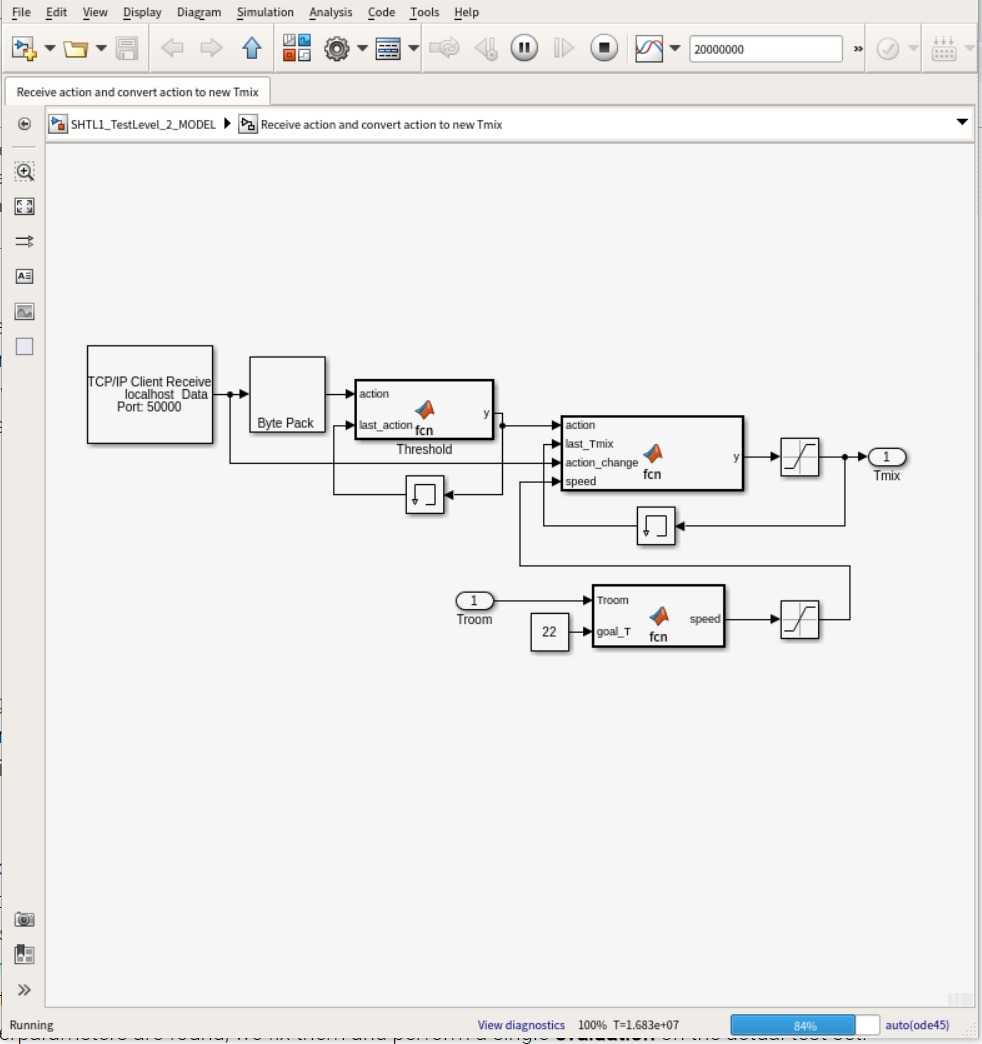 File Edit View Display Diagram Simulation Analysis Code Tools Help
20000000
Receive action and convert action to new Tmix
SHTL1_TestLevel_2_MODEL Receive action and convert action to new Tmix
TCP/IP Client Receive
localhost Data
Port: 50000
Byte Pack
action
last_action
y
fcn
Threshold
action
last_Tmix
action_change
speed
y
fcn
1
Tmix
1
Troom
22
Troom
goal_T
speed
fcn
Running View diagnostics 100% T=1.683e+07 84% auto(ode45)